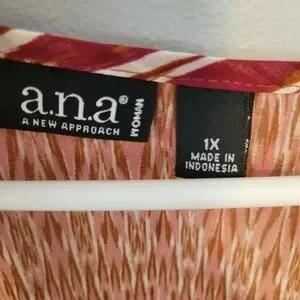 a.n.a®
A NEW APPROACH
WOMAN
1X
MADE IN
INDONESIA